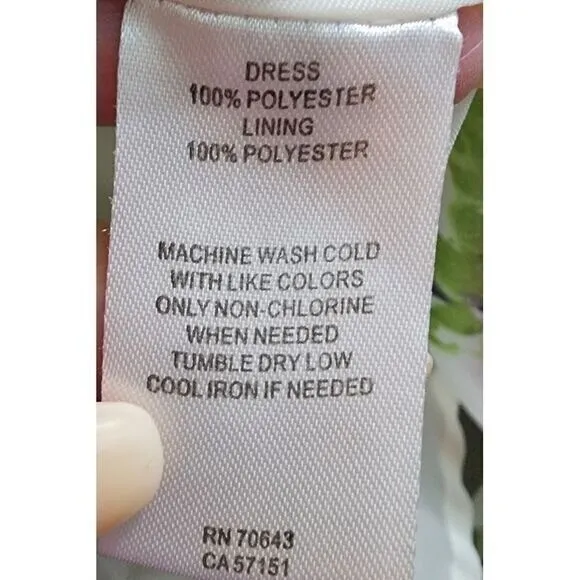 DRESS
100% POLYESTER
LINING
100% POLYESTER
MACHINE WASH COLD
WITH LIKE COLORS
ONLY NON-CHLORINE
WHEN NEEDED
TUMBLE DRY LOW
COOL IRON IF NEEDED
RN 70643
CA 57151